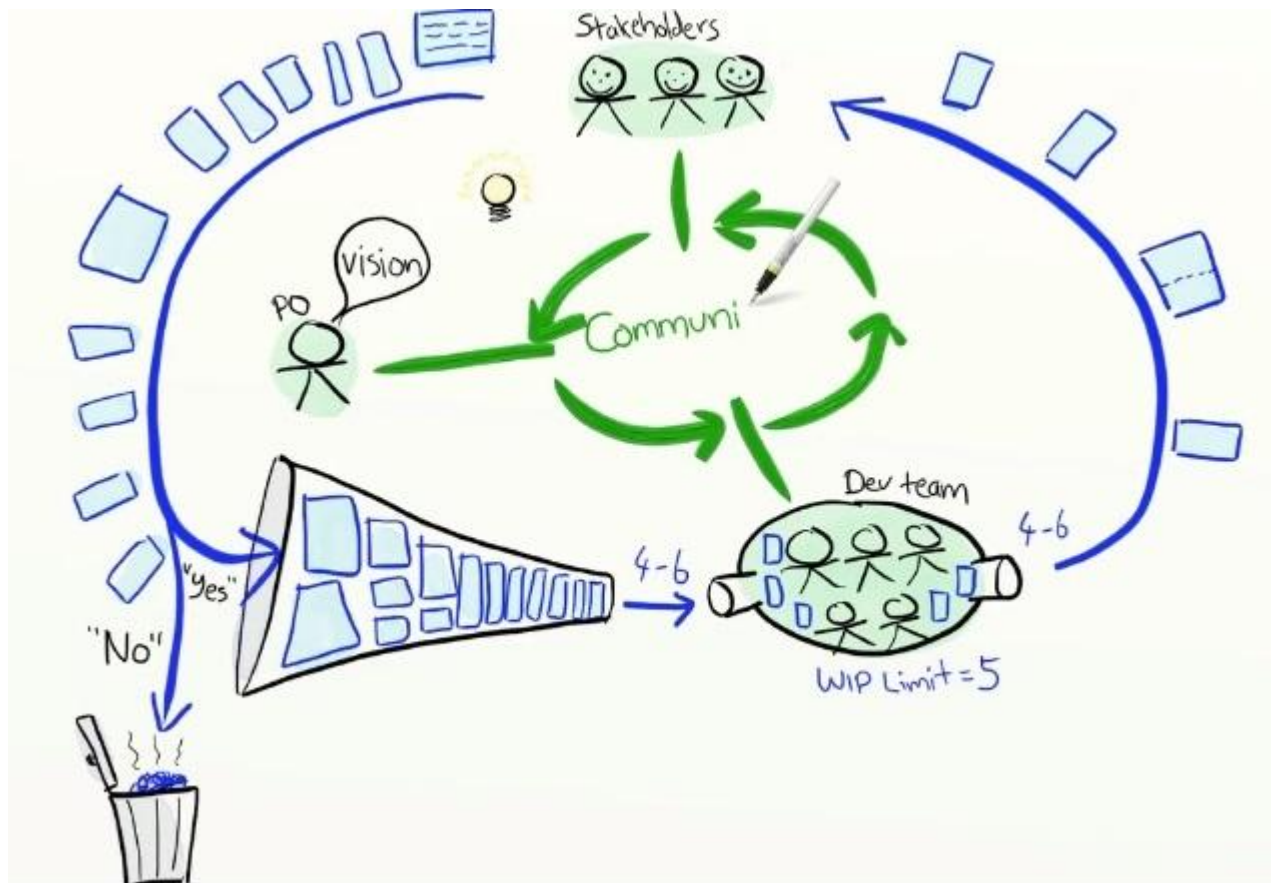 Stakeholders
vision
PO
Communi
Dev team
4-6
4-6
"yes"
"No"
WIP Limit = 5